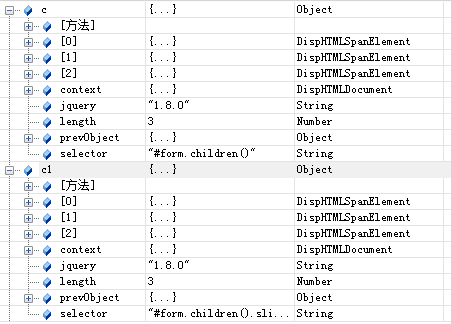 c {...} Object
[方法]
[0] {...} DispHTMLSpanElement
[1] {...} DispHTMLSpanElement
[2] {...} DispHTMLSpanElement
context {...} DispHTMLDocument
jquery "1.8.0" String
length 3 Number
prevObject {...} Object
selector "#form.children()" String
c1 {...} Object
[方法]
[0] {...} DispHTMLSpanElement
[1] {...} DispHTMLSpanElement
[2] {...} DispHTMLSpanElement
context {...} DispHTMLDocument
jquery "1.8.0" String
length 3 Number
prevObject {...} Object
selector "#form.children().sli... String